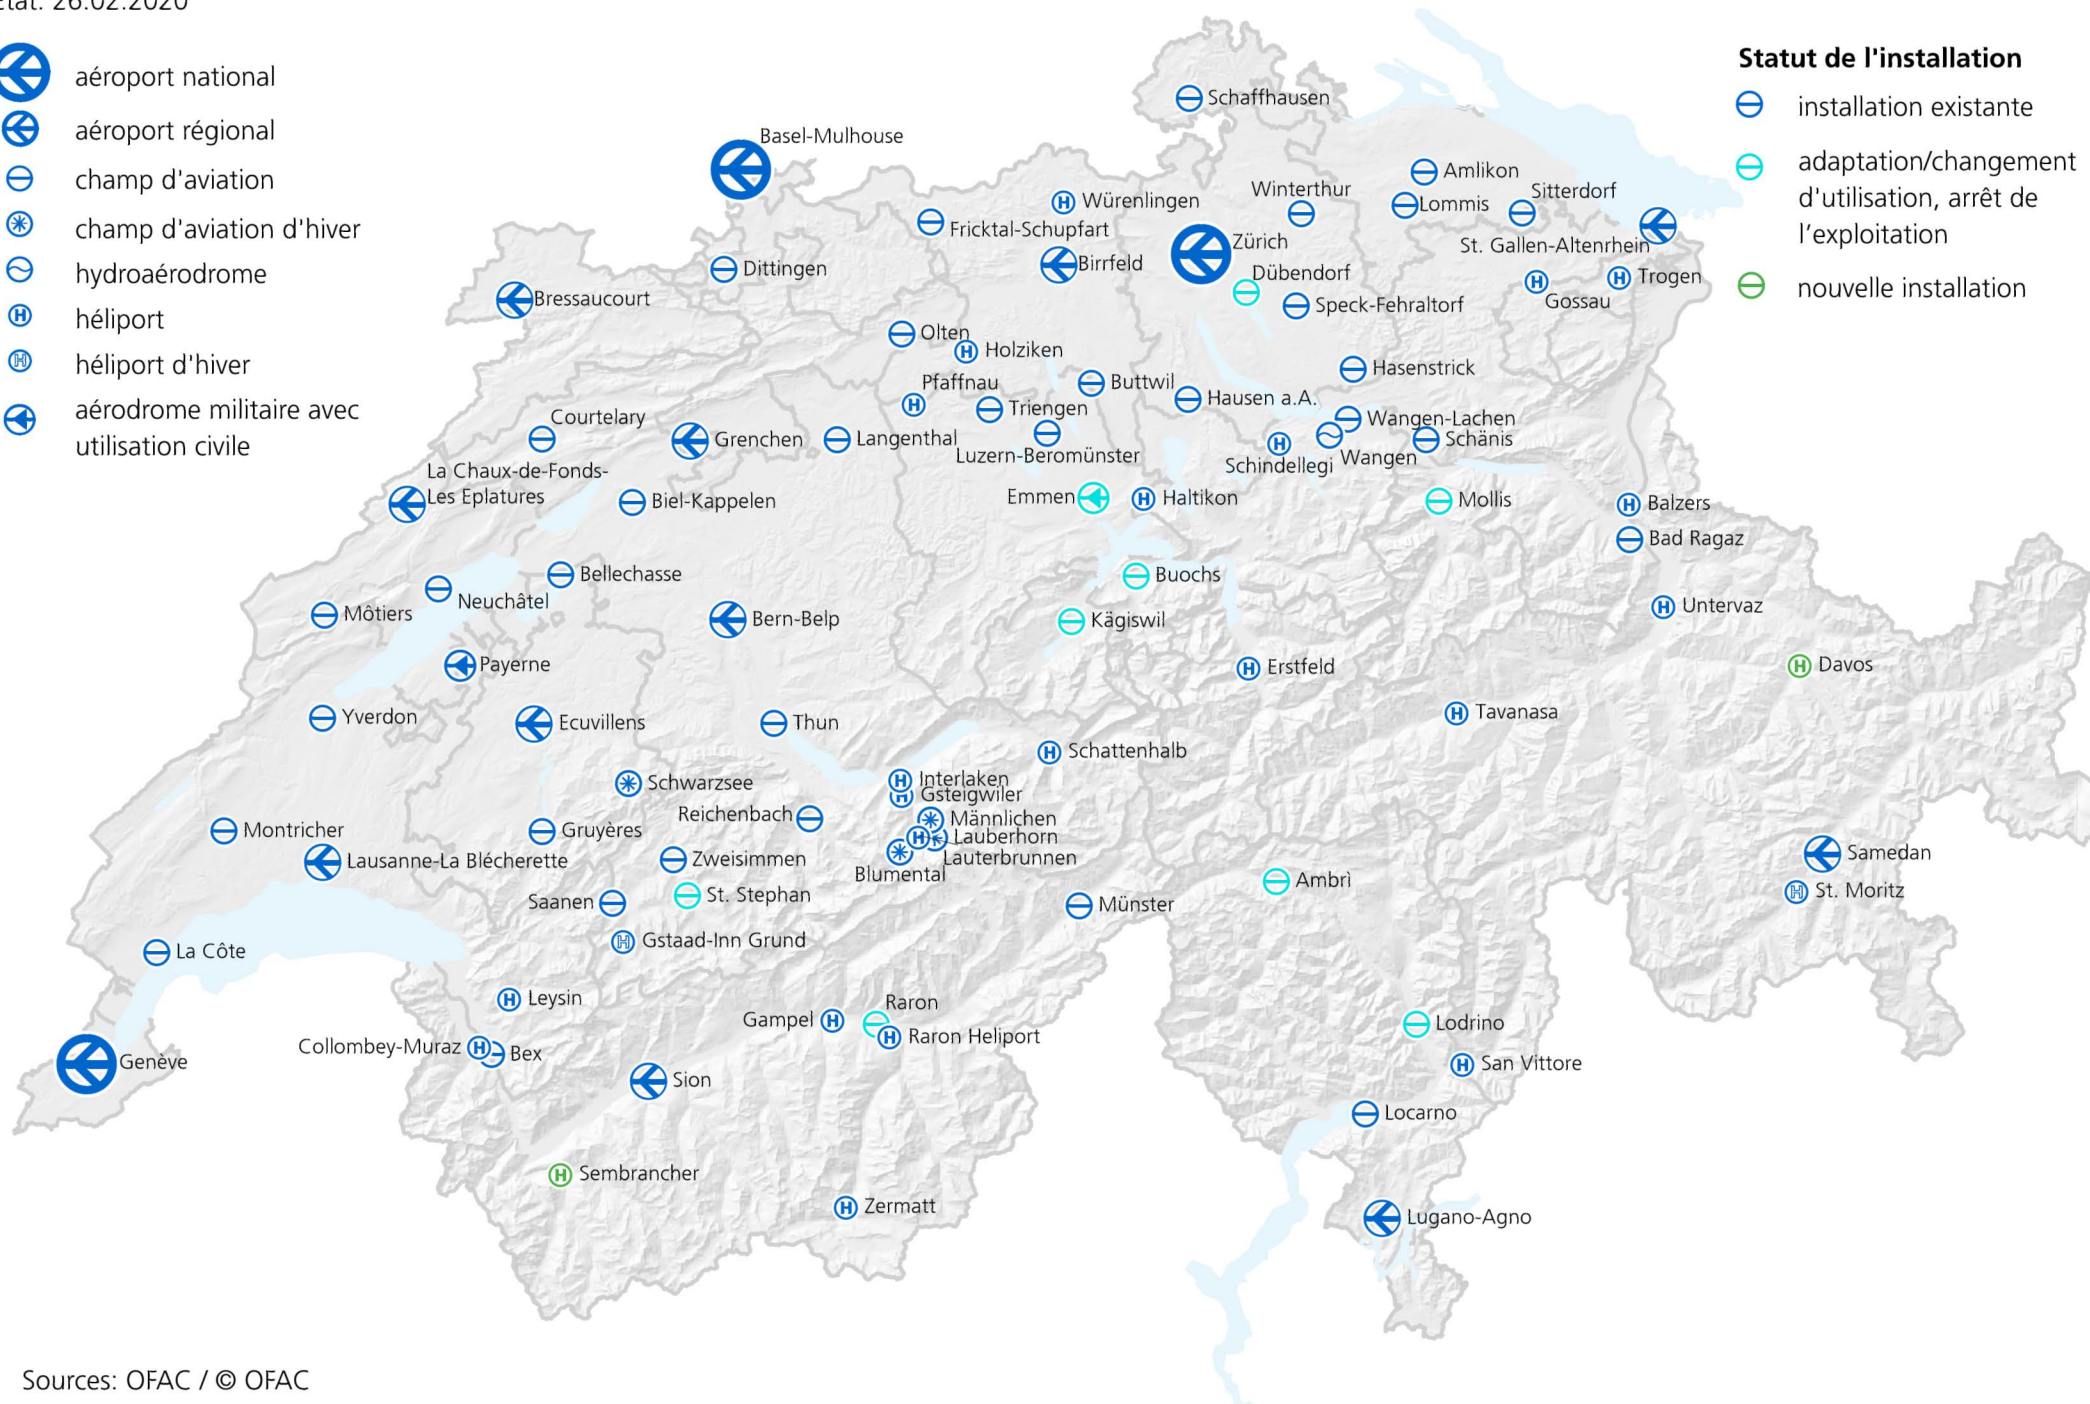 Etat: 26.02.2020
aéroport national
aéroport régional
champ d'aviation
champ d'aviation d'hiver
hydroaérodrome
héliport
héliport d'hiver
aérodrome militaire avec
utilisation civile
Statut de l'installation
installation existante
adaptation/changement
d'utilisation, arrêt de
l'exploitation
nouvelle installation
Schaffhausen
Basel-Mulhouse
Amlikon
Winterthur
Sitterdorf
Würenlingen
Lommis
Fricktal-Schupfart
Zürich
St. Gallen-Altenrhein
Birrfeld
Dittingen
Dübendorf
Trogen
Bressaucourt
Speck-Fehraltorf
Gossau
Olten
Holziken
Hasenstrick
Pfaffnau
Buttwil
Hausen a.A.
Triengen
Courtelary
Wangen-Lachen
Grenchen
Langenthal
Schänis
Luzern-Beromünster
Wangen
Schindellegi
La Chaux-de-Fonds-
Les Eplatures
Biel-Kappelen
Emmen
Haltikon
Mollis
Balzers
Bad Ragaz
Bellechasse
Buochs
Neuchâtel
Môtiers
Bern-Belp
Kägiswil
Untervaz
Payerne
Erstfeld
Davos
Yverdon
Ecuvillens
Thun
Tavanasa
Schattenhalb
Schwarzsee
Interlaken
Gsteigwiler
Reichenbach
Männlichen
Montricher
Gruyères
Lauberhorn
Lausanne-La Blécherette
Zweisimmen
Lauterbrunnen
Samedan
Blumental
Saanen
St. Stephan
Ambrì
St. Moritz
Münster
Gstaad-Inn Grund
La Côte
Leysin
Raron
Gampel
Lodrino
Raron Heliport
Collombey-Muraz
Bex
Genève
San Vittore
Sion
Locarno
Sembrancher
Zermatt
Lugano-Agno
Sources: OFAC / © OFAC